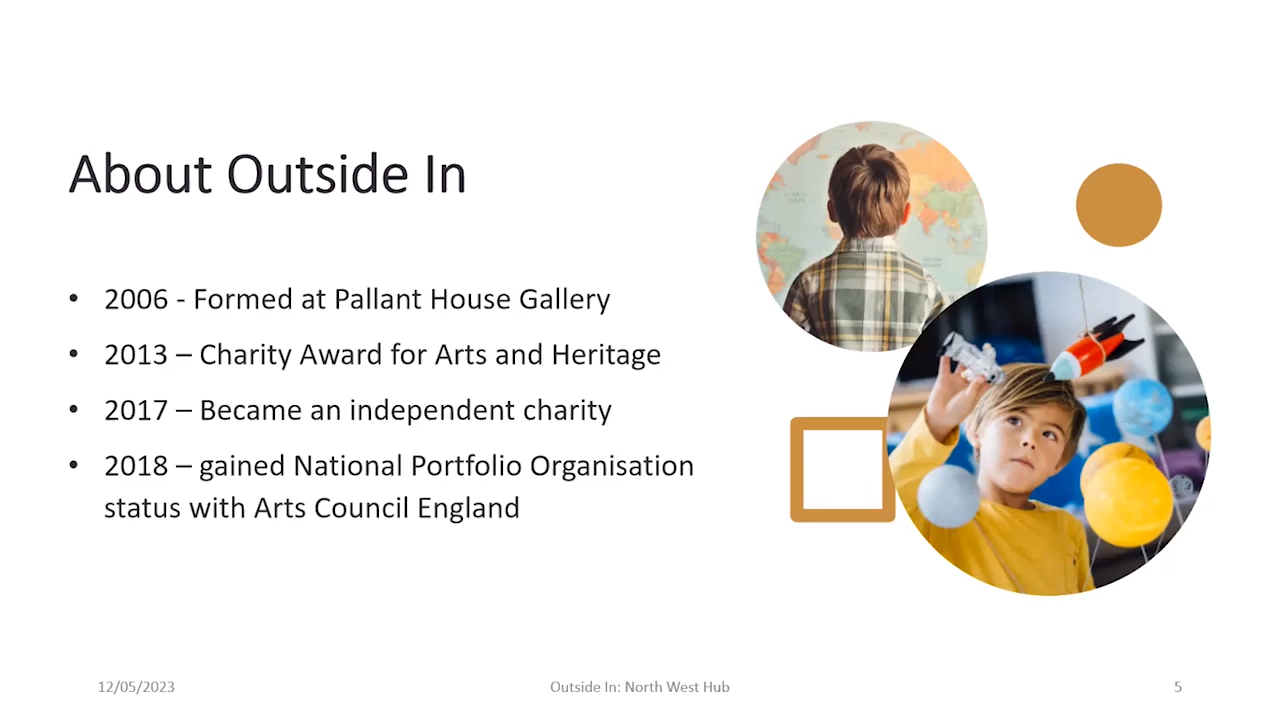 About Outside In
• 2006 - Formed at Pallant House Gallery
• 2013 – Charity Award for Arts and Heritage
• 2017 – Became an independent charity
• 2018 – gained National Portfolio Organisation
status with Arts Council England
12/05/2023
Outside In: North West Hub
5